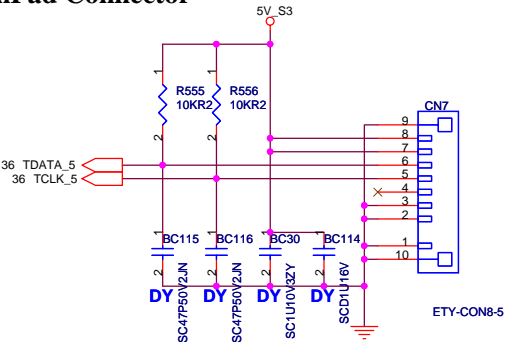 Pad Connector
5V_S3
R555
10KR2
R556
10KR2
1
2
1
2
36 TDATA_5
36 TCLK_5
CN7
9
8
7
6
5
4
3
2
1
10
ETY-CON8-5
1
BC115
2
DY
SC47P50V2JN
1
BC116
2
DY
SC47P50V2JN
1
BC30
2
DY
SC1U10V3ZY
1
BC114
2
DY
SCD1U16V